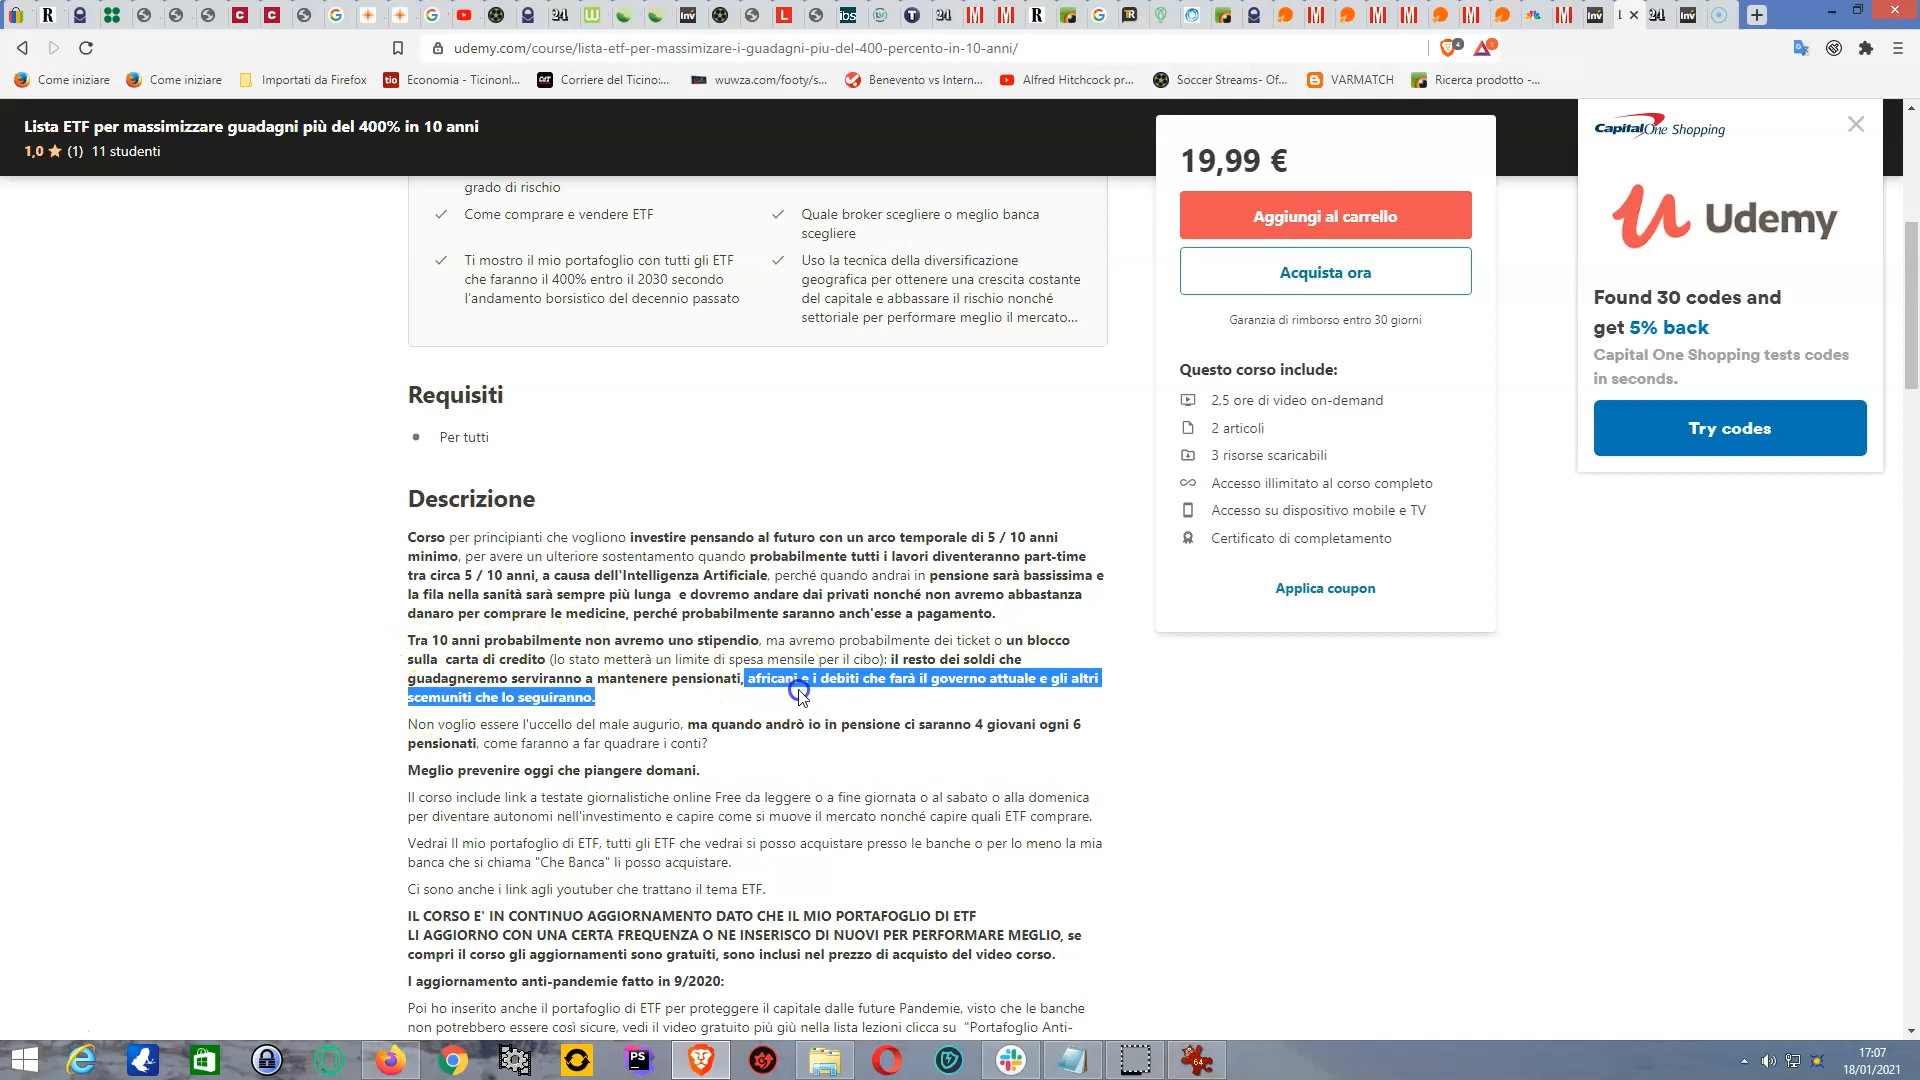 udemy.com/course/lista-etf-per-massimizare-i-guadagni-piu-del-400-percento-in-10-anni/
Come iniziare
Come iniziare
Importati da Firefox
Economia - Ticinonl...
Corriere del Ticino:...
wuwza.com/footy/s...
Benevento vs Intern...
Alfred Hitchcock pr...
Soccer Streams- Of...
VARMATCH
Ricerca prodotto -...
Lista ETF per massimizzare guadagni più del 400% in 10 anni
1,0 (1) 11 studenti
grado di rischio
Come comprare e vendere ETF
Quale broker scegliere o meglio banca
scegliere
Ti mostro il mio portafoglio con tutti gli ETF
che faranno il 400% entro il 2030 secondo
l'andamento borsistico del decennio passato
Uso la tecnica della diversificazione
geografica per ottenere una crescita costante
del capitale e abbassare il rischio nonché
settoriale per performare meglio il mercato...
Requisiti
Per tutti
Descrizione
Corso per principianti che vogliono investire pensando al futuro con un arco temporale di 5 / 10 anni
minimo, per avere un ulteriore sostentamento quando probabilmente tutti i lavori diventeranno part-time
tra circa 5 / 10 anni, a causa dell'Intelligenza Artificiale, perché quando andrai in pensione sarà bassissima e
la fila nella sanità sarà sempre più lunga e dovremo andare dai privati nonché non avremo abbastanza
danaro per comprare le medicine, perché probabilmente saranno anch'esse a pagamento.
Tra 10 anni probabilmente non avremo uno stipendio, ma avremo probabilmente dei ticket o un blocco
sulla carta di credito (lo stato metterà un limite di spesa mensile per il cibo): il resto dei soldi che
guadagneremo serviranno a mantenere pensionati, africani e i debiti che farà il governo attuale e gli altri
scemuniti che lo seguiranno.
Non voglio essere l'uccello del male augurio, ma quando andrò io in pensione ci saranno 4 giovani ogni 6
pensionati, come faranno a far quadrare i conti?
Meglio prevenire oggi che piangere domani.
Il corso include link a testate giornalistiche online Free da leggere o a fine giornata o al sabato o alla domenica
per diventare autonomi nell'investimento e capire come si muove il mercato nonché capire quali ETF comprare.
Vedrai Il mio portafoglio di ETF, tutti gli ETF che vedrai si posso acquistare presso le banche o per lo meno la mia
banca che si chiama "Che Banca" li posso acquistare.
Ci sono anche i link agli youtuber che trattano il tema ETF.
IL CORSO E' IN CONTINUO AGGIORNAMENTO DATO CHE IL MIO PORTAFOGLIO DI ETF
LI AGGIORNO CON UNA CERTA FREQUENZA O NE INSERISCO DI NUOVI PER PERFORMARE MEGLIO, se
compri il corso gli aggiornamenti sono gratuiti, sono inclusi nel prezzo di acquisto del video corso.
I aggiornamento anti-pandemie fatto in 9/2020:
Poi ho inserito anche il portafoglio di ETF per proteggere il capitale dalle future Pandemie, visto che le banche
non potrebbero essere così sicure, vedi il video gratuito più giù nella lista lezioni clicca su "Portafoglio Anti-
19,99 €
Aggiungi al carrello
Acquista ora
Garanzia di rimborso entro 30 giorni
Questo corso include:
2,5 ore di video on-demand
2 articoli
3 risorse scaricabili
Accesso illimitato al corso completo
Accesso su dispositivo mobile e TV
Certificato di completamento
Applica coupon
Capital One Shopping
Udemy
Found 30 codes and
get 5% back
Capital One Shopping tests codes
in seconds.
Try codes
17:07
18/01/2021